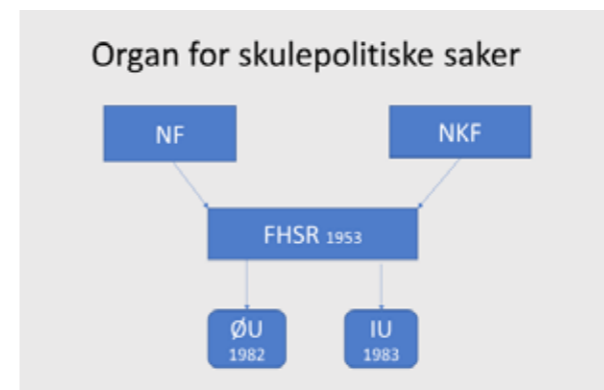 Organ for skulepolitiske saker
NF
NKF
FHSR 1953
ØU
1982
IU
1983